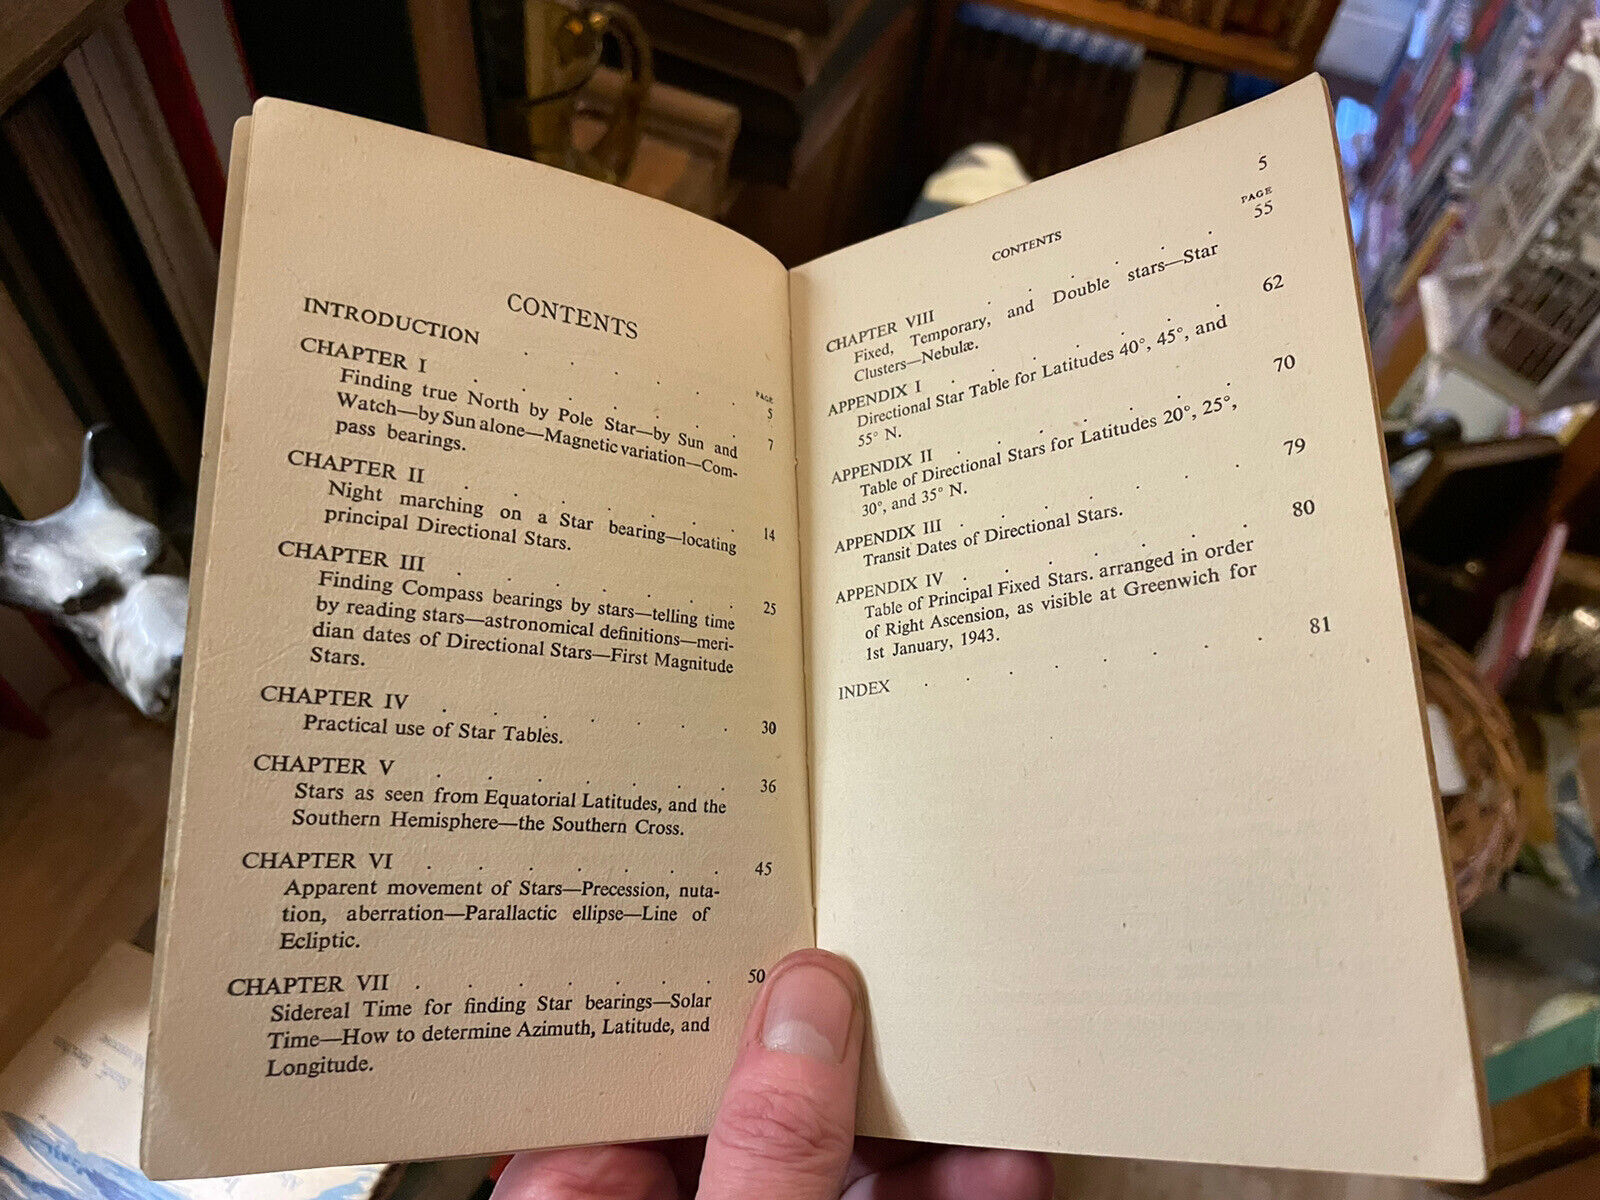 CONTENTS
PAGE
INTRODUCTION . . . . . . 5
CHAPTER I . . . . . . 7
Finding true North by Pole Star—by Sun and
Watch—by Sun alone—Magnetic variation—Com-
pass bearings.
CHAPTER II . . . . . . 14
Night marching on a Star bearing—locating
principal Directional Stars.
CHAPTER III . . . . . . 25
Finding Compass bearings by stars—telling time
by reading stars—astronomical definitions—meri-
dian dates of Directional Stars—First Magnitude
Stars.
CHAPTER IV . . . . . . . 30
Practical use of Star Tables.
CHAPTER V . . . . . . . 36
Stars as seen from Equatorial Latitudes, and the
Southern Hemisphere—the Southern Cross.
CHAPTER VI . . . . . . . 45
Apparent movement of Stars—Precession, nuta-
tion, aberration—Parallactic ellipse—Line of
Ecliptic.
CHAPTER VII . . . . . . . 50
Sidereal Time for finding Star bearings—Solar
Time—How to determine Azimuth, Latitude, and
Longitude.
5
CONTENTS
PAGE
CHAPTER VIII . . . . . . 55
Fixed, Temporary, and Double stars—Star
Clusters—Nebulæ.
APPENDIX I . . . . . . 62
Directional Star Table for Latitudes 40°, 45°, and
55° N.
APPENDIX II . . . . . . 70
Table of Directional Stars for Latitudes 20°, 25°,
30°, and 35° N.
APPENDIX III . . . . . . 79
Transit Dates of Directional Stars.
APPENDIX IV . . . . . . 80
Table of Principal Fixed Stars. arranged in order
of Right Ascension, as visible at Greenwich for
1st January, 1943.
INDEX . . . . . . . 81